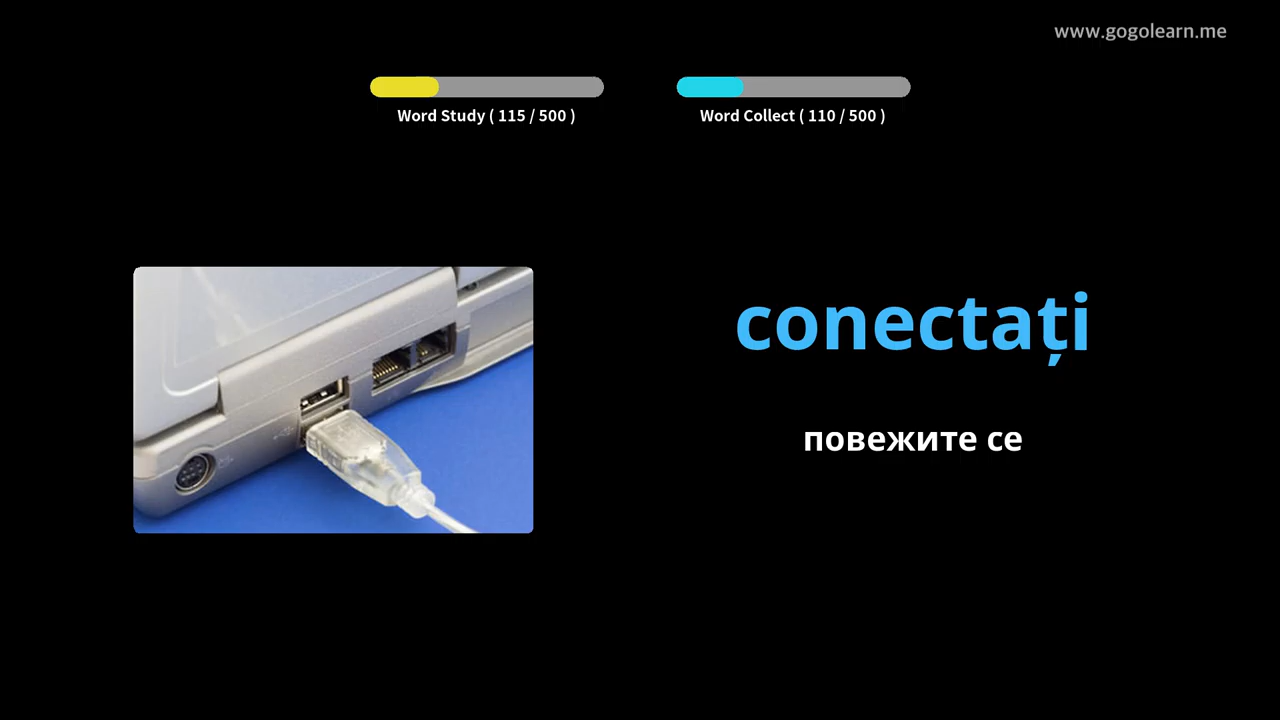 www.gogolearn.me
Word Study ( 115 / 500 )
Word Collect ( 110 / 500 )
conectați
повежите се